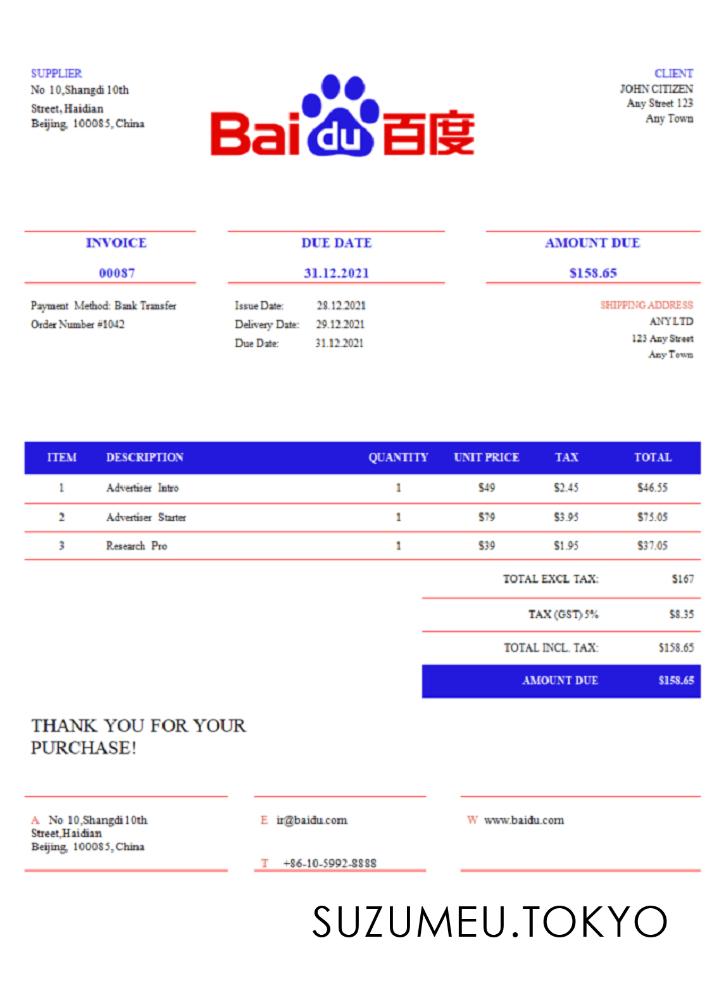 SUPPLIER
No 10,Shangdi 10th
Street, Haidian
Beijing, 100085, China
Bai du 百度
CLIENT
JOHN CITIZEN
Any Street 123
Any Town
INVOICE
00087
DUE DATE
31.12.2021
AMOUNT DUE
$158.65
Payment Method: Bank Transfer
Order Number #1042
Issue Date: 28.12.2021
Delivery Date: 29.12.2021
Due Date: 31.12.2021
SHIPPING ADDRESS
ANY LTD
123 Any Street
Any Town
ITEM DESCRIPTION QUANTITY UNIT PRICE TAX TOTAL
1 Advertiser Intro 1 $49 $2.45 $46.55
2 Advertiser Starter 1 $79 $3.95 $75.05
3 Research Pro 1 $39 $1.95 $37.05
TOTAL EXCL TAX: $167
TAX (GST) 5% $8.35
TOTAL INCL. TAX: $158.65
AMOUNT DUE $158.65
THANK YOU FOR YOUR
PURCHASE!
A No 10,Shangdi 10th
Street,Haidian
Beijing, 100085, China
E ir@baidu.com
T +86-10-5992-8888
W www.baidu.com
SUZUMEU.TOKYO